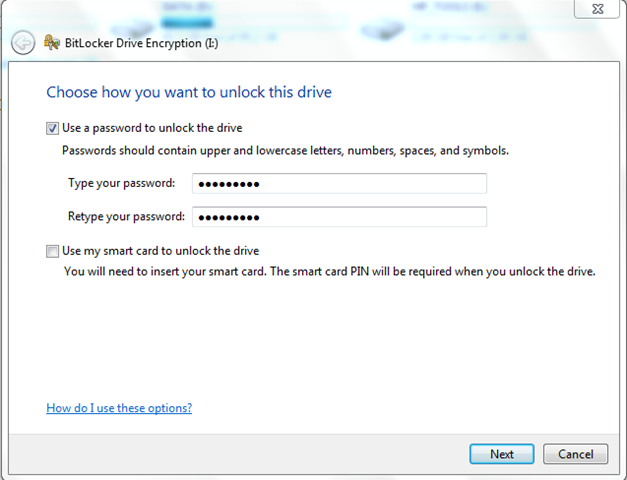 BitLocker Drive Encryption (I:)
Choose how you want to unlock this drive
Use a password to unlock the drive
Passwords should contain upper and lowercase letters, numbers, spaces, and symbols.
Type your password: ●●●●●●●●●
Retype your password: ●●●●●●●●●
Use my smart card to unlock the drive
You will need to insert your smart card. The smart card PIN will be required when you unlock the drive.
How do I use these options?
Next Cancel